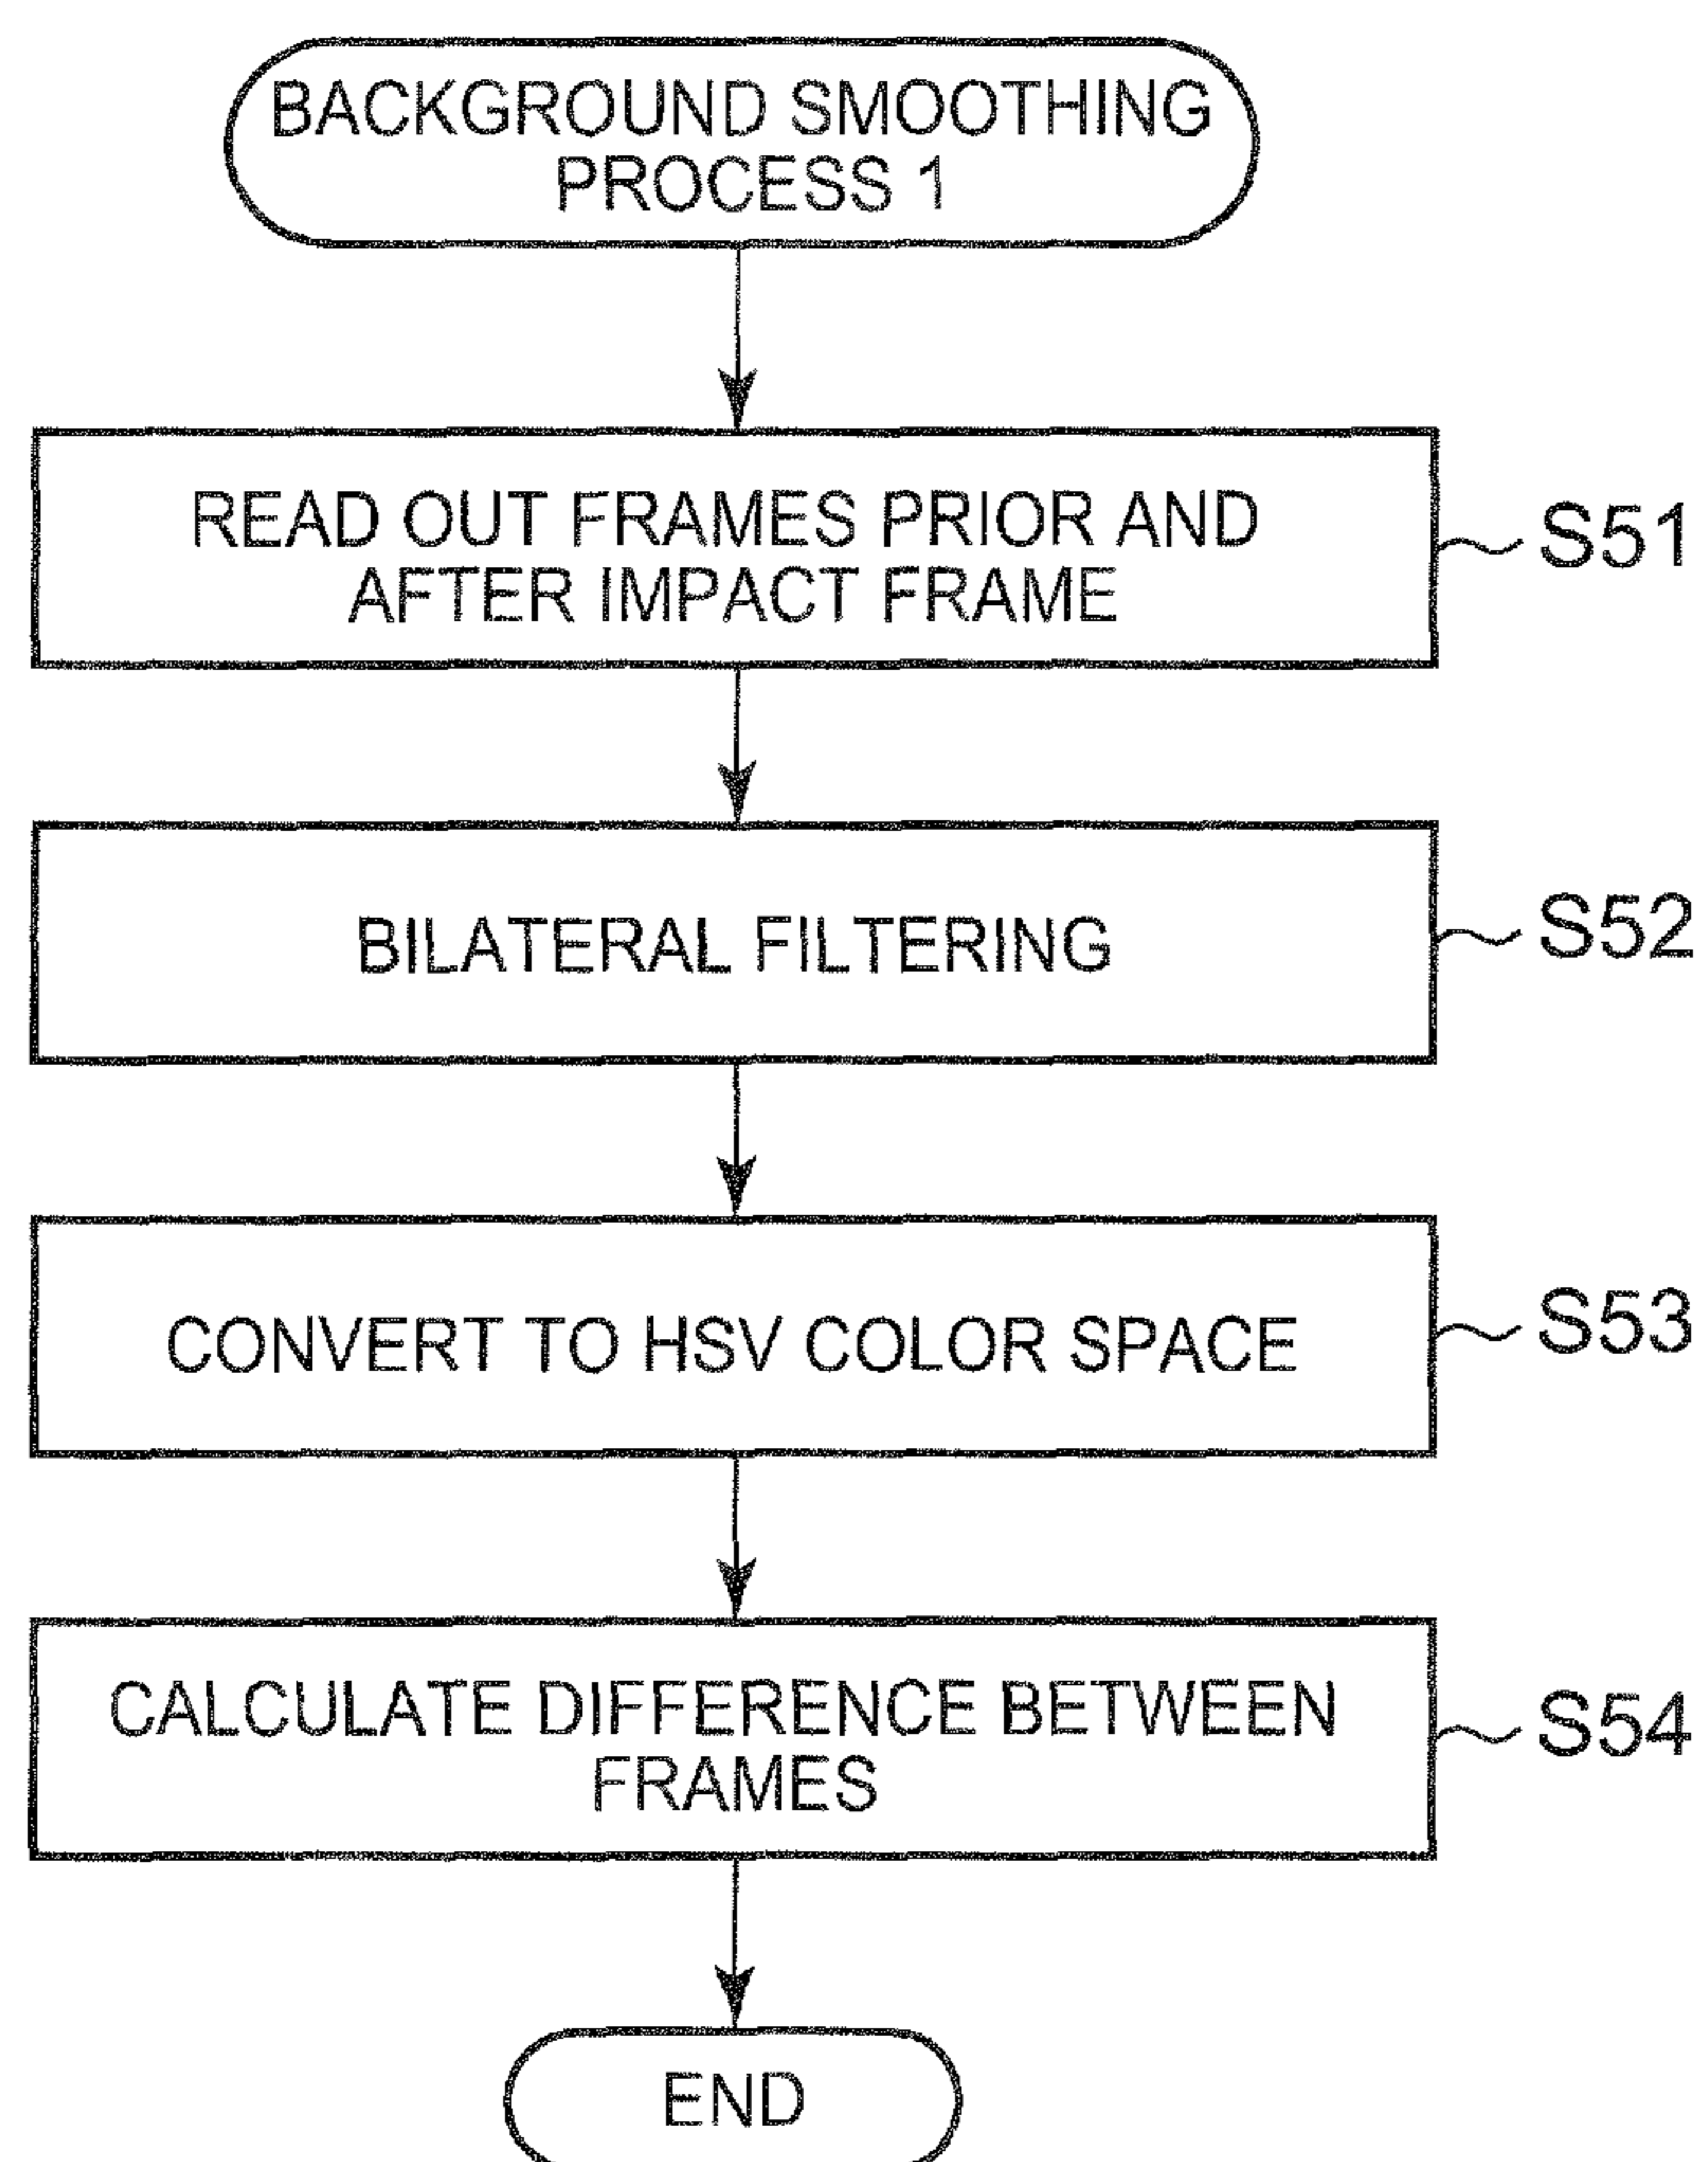 BACKGROUND SMOOTHING
PROCESS 1
READ OUT FRAMES PRIOR AND
AFTER IMPACT FRAME
S51
BILATERAL FILTERING
S52
CONVERT TO HSV COLOR SPACE
S53
CALCULATE DIFFERENCE BETWEEN
FRAMES
S54
END